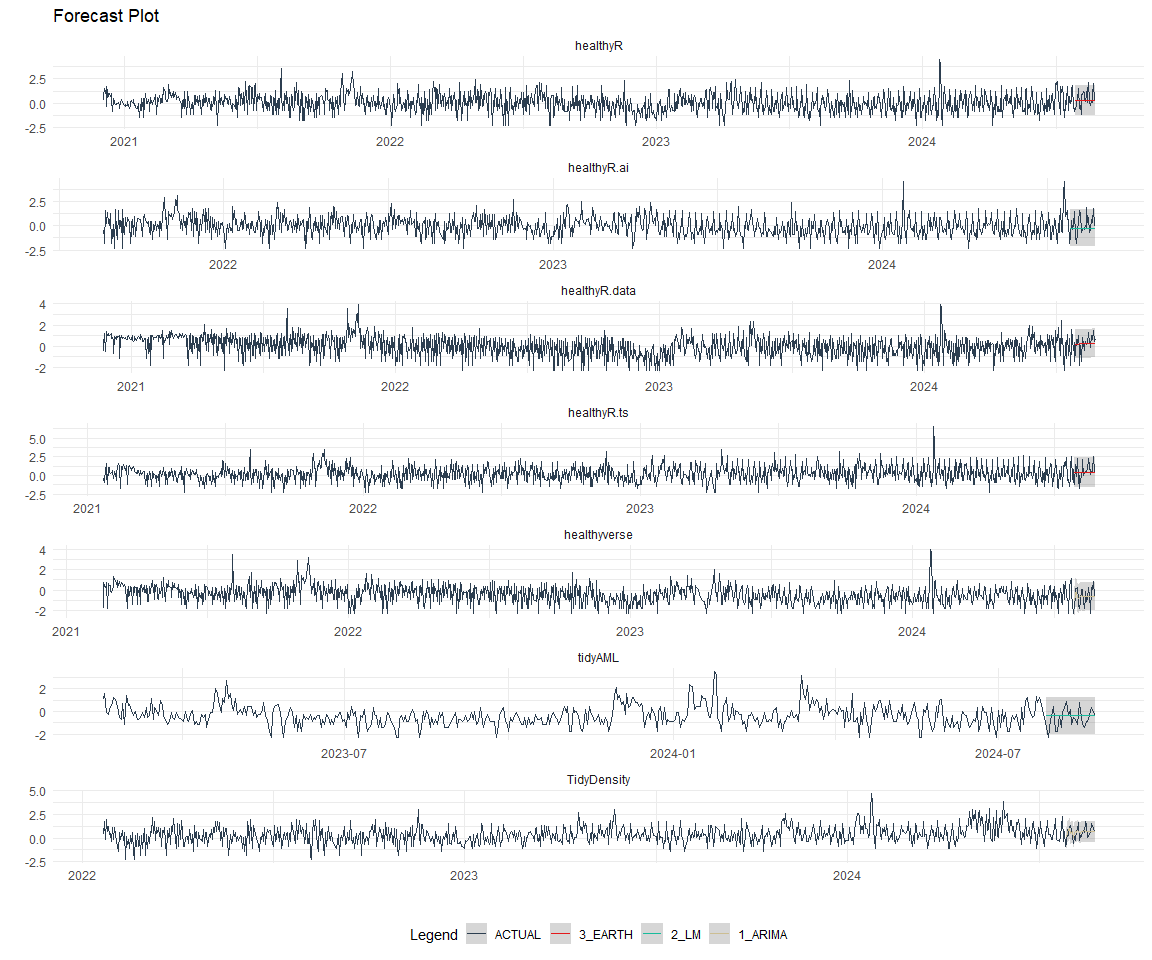 Forecast Plot
healthyR
2.5
0.0
-2.5
2021 2022 2023 2024
healthyR.ai
2.5
0.0
-2.5
2022 2023 2024
healthyR.data
4
2
0
-2
2021 2022 2023 2024
healthyR.ts
5.0
2.5
0.0
-2.5
2021 2022 2023 2024
healthyverse
4
2
0
-2
2021 2022 2023 2024
tidyAML
2
0
-2
2023-07 2024-01 2024-07
TidyDensity
5.0
2.5
0.0
-2.5
2022 2023 2024
Legend ACTUAL 3_EARTH 2_LM 1_ARIMA